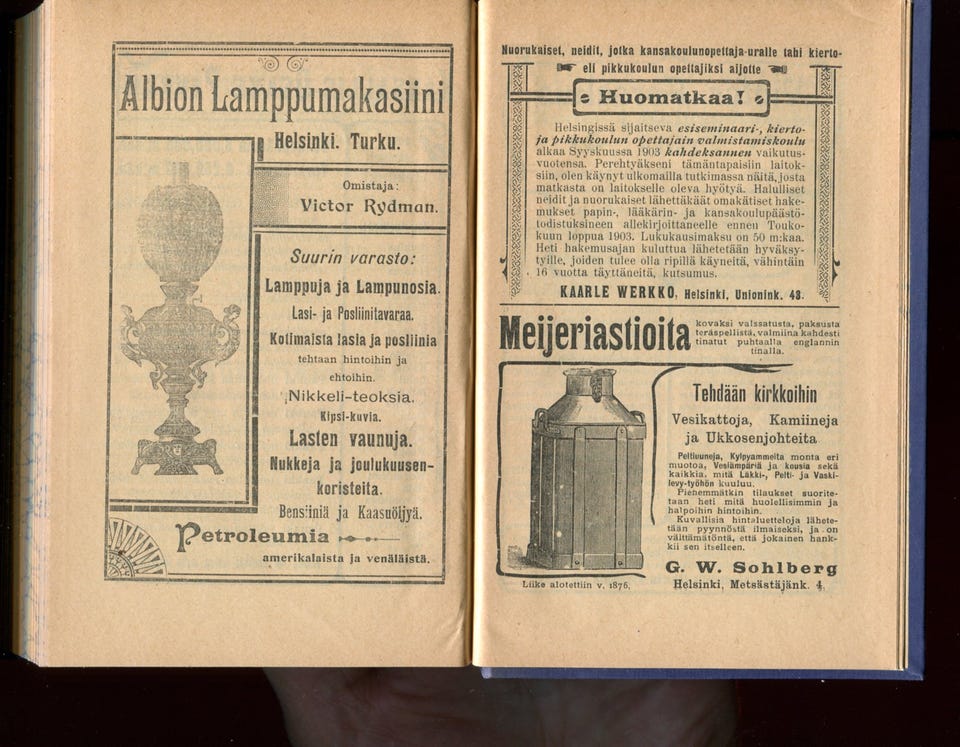 Albion Lamppumakasiini
Helsinki. Turku.
Omistaja:
Victor Rydman.
Suurin varasto:
Lamppuja ja Lampunosia.
Lasi- ja Posliinitavaraa.
Kotimaista lasia ja posliinia
tehtaan hintoihin ja
ehtoihin.
Nikkeli-teoksia.
Kipsi-kuvia.
Lasten vaunuja.
Nukkeja ja joulukuusen-
koristeita.
Bensiiniä ja Kaasuöljyä.
Petroleumia
amerikalaista ja venäläistä.
Nuorukaiset, neidit, jotka kansakoulunopettaja-uralle tahi kierto-
eli pikkukoulun opettajiksi aijotte
Huomatkaa!
Helsingissä sijaitseva esiseminaari-, kierto-
ja pikkukoulun opettajain valmistamiskoulu
alkaa Syyskuussa 1903 kahdeksannen vaikutus-
vuotensa. Perehtyäkseni tämäntapaisiin laitok-
siin, olen käynyt ulkomailla tutkimassa näitä, josta
matkasta on laitokselle oleva hyötyä. Halulliset
neidit ja nuorukaiset lähettäkäät omakätiset hake-
mukset papin-, lääkärin- ja kansakoulupäästö-
todistuksineen allekirjoittaneelle ennen Touko-
kuun loppua 1903. Lukukausimaksu on 50 m:kaa.
Heti hakemusajan kuluttua lähetetään hyväksy-
tyille, joiden tulee olla ripillä käyneitä, vähintäin
16 vuotta täyttäneitä, kutsumus.
KAARLE WERKKO, Helsinki, Unionink. 43.
Meijeriastioita
kovaksi valssatusta, paksusta
teräspellistä, valmiina kahdesti
tinatut puhtaalla englannin
tinalla.
Tehdään kirkkoihin
Vesikattoja, Kamiineja
ja Ukkosenjohteita
Peltiuuneja, Kylpyammeita monta eri
muotoa, Vesiämpäriä ja kousia sekä
kaikkia, mitä Läkki-, Pelti- ja Vaski-
levy-työhön kuuluu.
Pienemmätkin tilaukset suorite-
taan heti mitä huolellisimmin ja
halpoihin hintoihin.
Kuvallisia hintaluetteloja lähete-
tään pyynnöstä ilmaiseksi, ja on
välttämätöntä, että jokainen hank-
kii sen itselleen.
G. W. Sohlberg
Helsinki, Metsästäjänk. 4.
Liike alotettiin v. 1876.